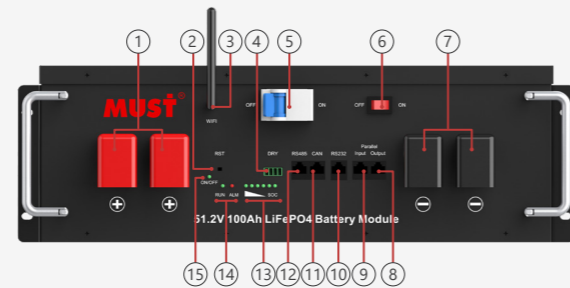 1 2 3 4 5 6 7
MUST
OFF ON
OFF ON
WIFI
RST
DRY
RS485 CAN RS232
Parallel
Input Output
ON/OFF
RUN ALM
SOC
51.2V 100Ah LiFePO4 Battery Module
15 14 13 12 11 10 9 8